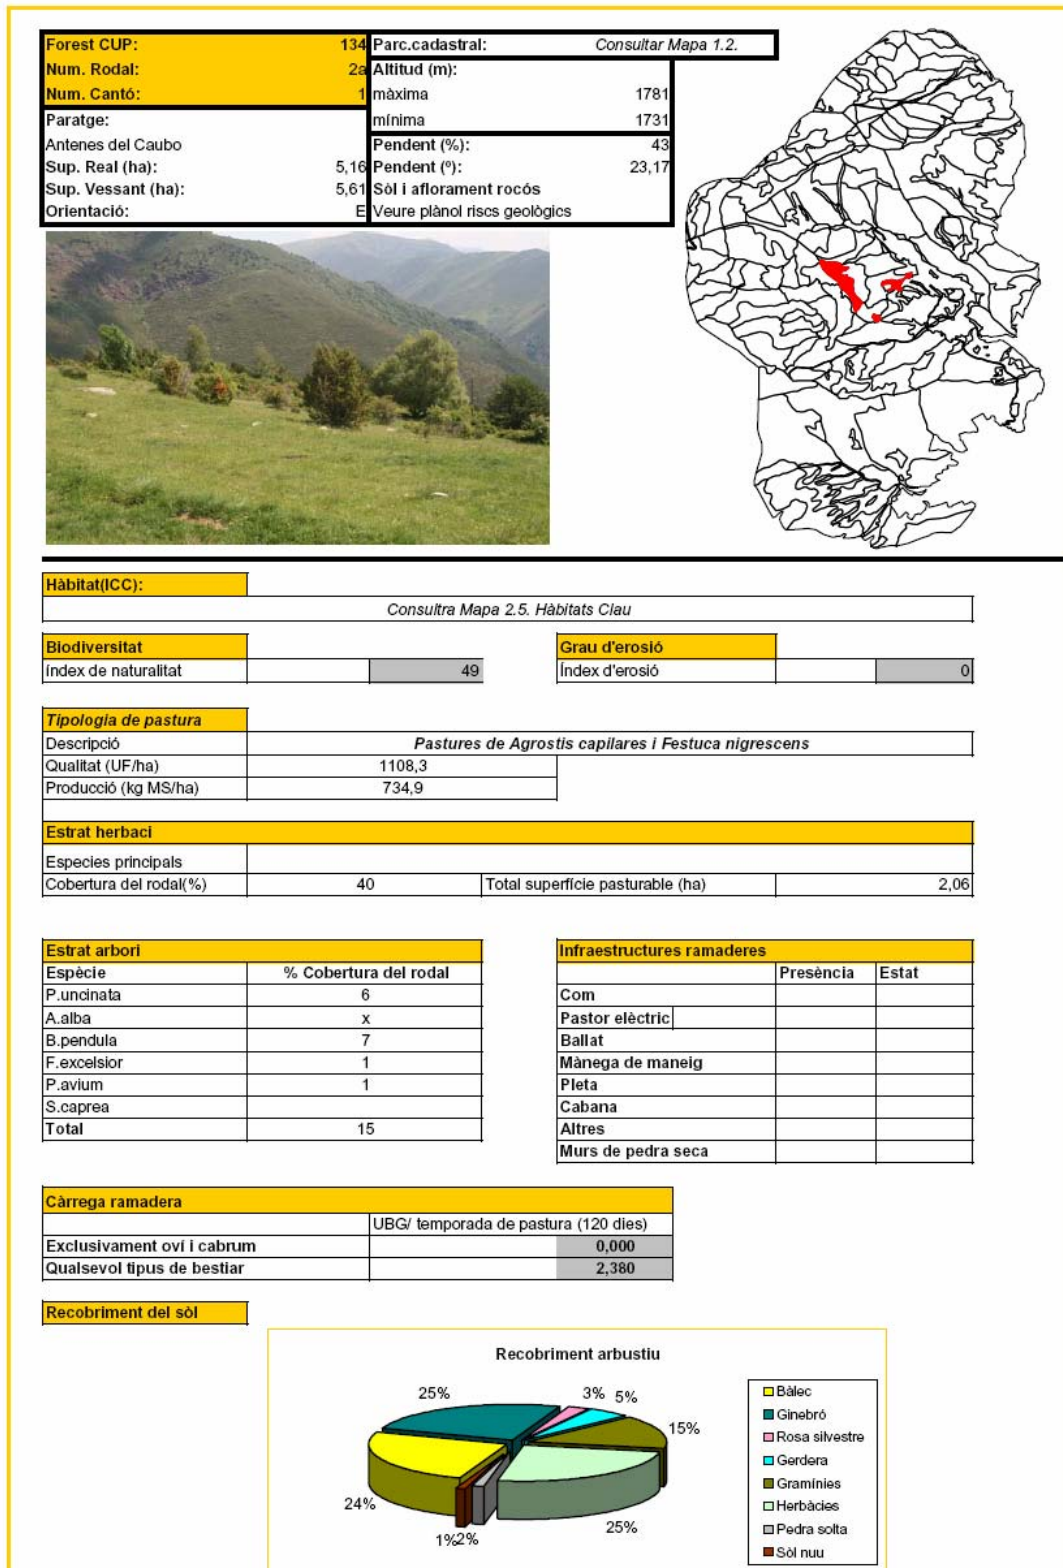 Forest CUP: 134 Parc.cadastral: Consultar Mapa 1.2.
Num. Rodal: 2a Altitud (m):
Num. Cantó: 1 màxima 1781
Paratge: mínima 1731
Antenes del Caubo Pendent (%): 43
Sup. Real (ha): 5,16 Pendent (º): 23,17
Sup. Vessant (ha): 5,61 Sòl i aflorament rocós
Orientació: E Veure plànol riscs geològics
Hàbitat(ICC):
Consultra Mapa 2.5. Hàbitats Clau
Biodiversitat Grau d'erosió
índex de naturalitat 49 Índex d'erosió 0
Tipologia de pastura
Descripció Pastures de Agrostis capilares i Festuca nigrescens
Qualitat (UF/ha) 1108,3
Producció (kg MS/ha) 734,9
Estrat herbaci
Especies principals
Cobertura del rodal(%) 40 Total superfície pasturable (ha) 2,06
Estrat arbori Infraestructures ramaderes
Espècie % Cobertura del rodal Presència Estat
P.uncinata 6 Com
A.alba x Pastor elèctric
B.pendula 7 Ballat
F.excelsior 1 Mànega de maneig
P.avium 1 Pleta
S.caprea Cabana
Total 15 Altres
Murs de pedra seca
Càrrega ramadera
UBG/ temporada de pastura (120 dies)
Exclusivament oví i cabrum 0,000
Qualsevol tipus de bestiar 2,380
Recobriment del sòl
Recobriment arbustiu
25% 3% 5% 15% 25% 2% 1% 24%
Bàlec
Ginebró
Rosa silvestre
Gerdera
Gramínies
Herbàcies
Pedra solta
Sòl nuu